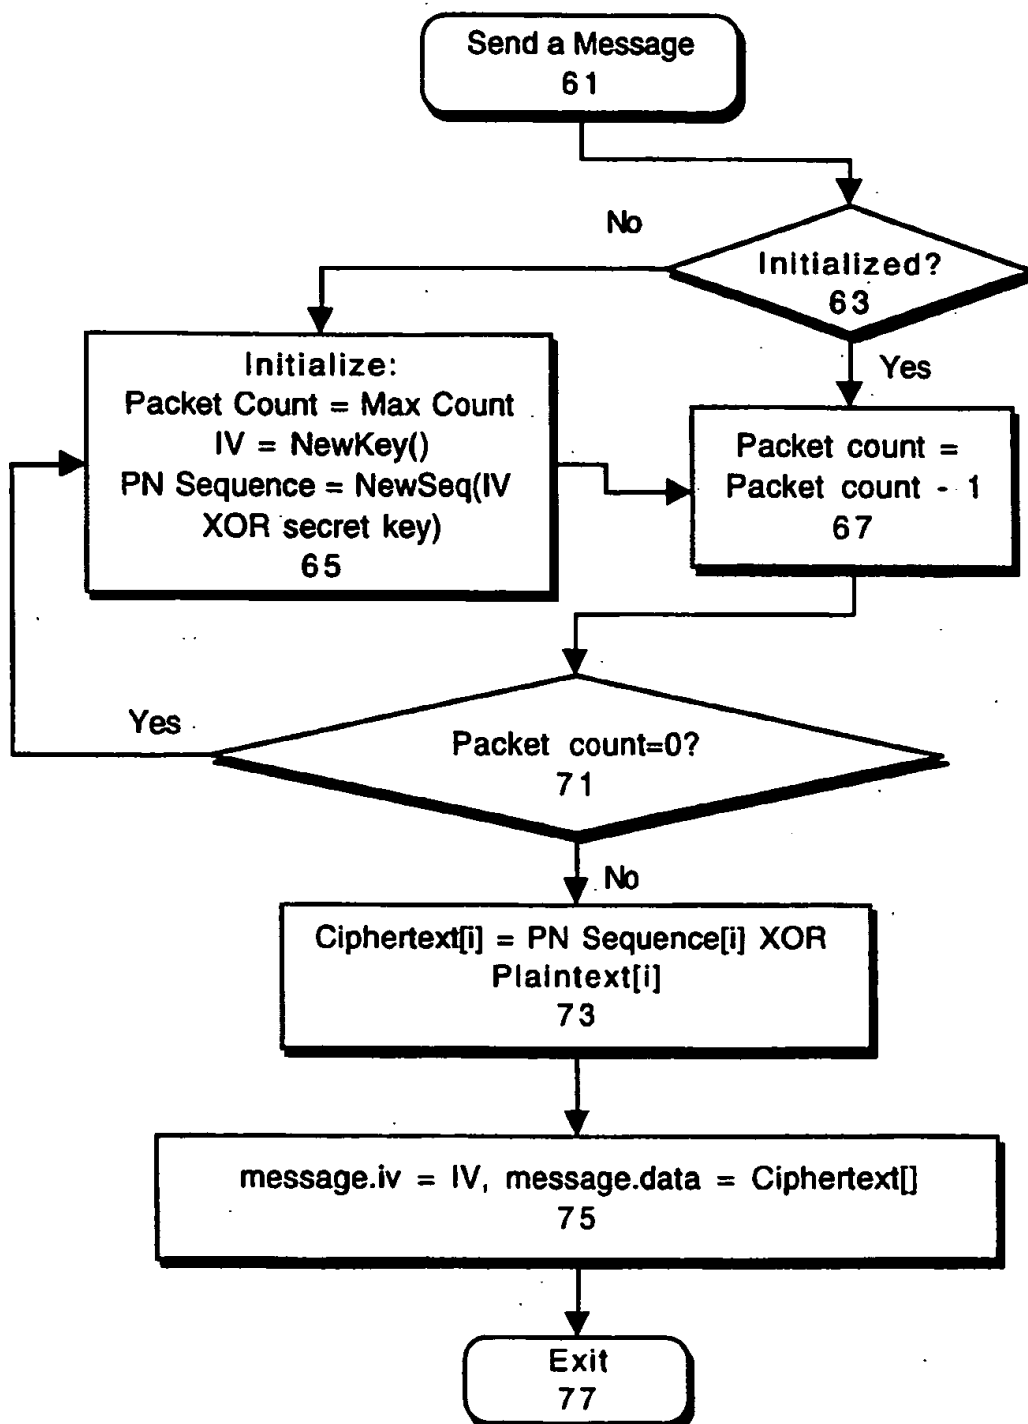 Send a Message
61
No
Initialized?
63
Yes
Initialize:
Packet Count = Max Count
IV = NewKey()
PN Sequence = NewSeq(IV
XOR secret key)
65
Packet count =
Packet count - 1
67
Yes
Packet count=0?
71
No
Ciphertext[i] = PN Sequence[i] XOR
Plaintext[i]
73
message.iv = IV, message.data = Ciphertext[]
75
Exit
77